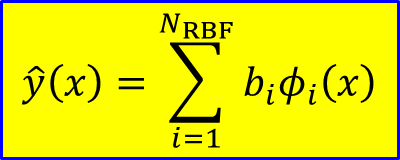 ŷ(x) = ∑_{i=1}^{N_RBF} b_i ϕ_i(x)